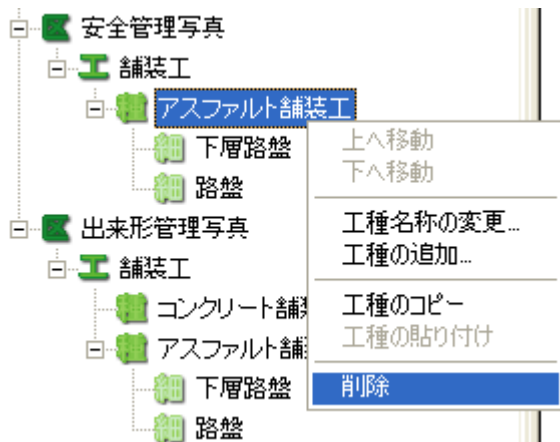 安全管理写真
舗装工
アスファルト舗装工
下層路盤
路盤
出来形管理写真
舗装工
コンクリート舗
アスファルト舗
下層路盤
路盤
上へ移動
下へ移動
工種名称の変更...
工種の追加...
工種のコピー
工種の貼り付け
削除